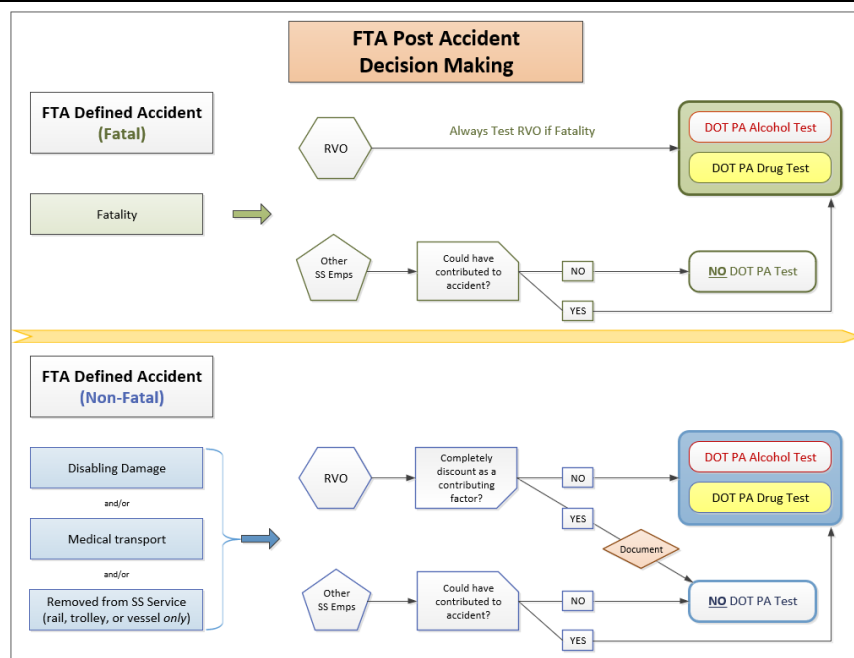 FTA Post Accident
Decision Making
FTA Defined Accident
(Fatal)
RVO
Always Test RVO if Fatality
DOT PA Alcohol Test
DOT PA Drug Test
Fatality
Other
SS Emps
Could have
contributed to
accident?
NO
YES
NO DOT PA Test
FTA Defined Accident
(Non-Fatal)
Disabling Damage
and/or
Medical transport
and/or
Removed from SS Service
(rail, trolley, or vessel only)
RVO
Completely
discount as a
contributing
factor?
NO
YES
Document
DOT PA Alcohol Test
DOT PA Drug Test
Other
SS Emps
Could have
contributed to
accident?
NO
YES
NO DOT PA Test